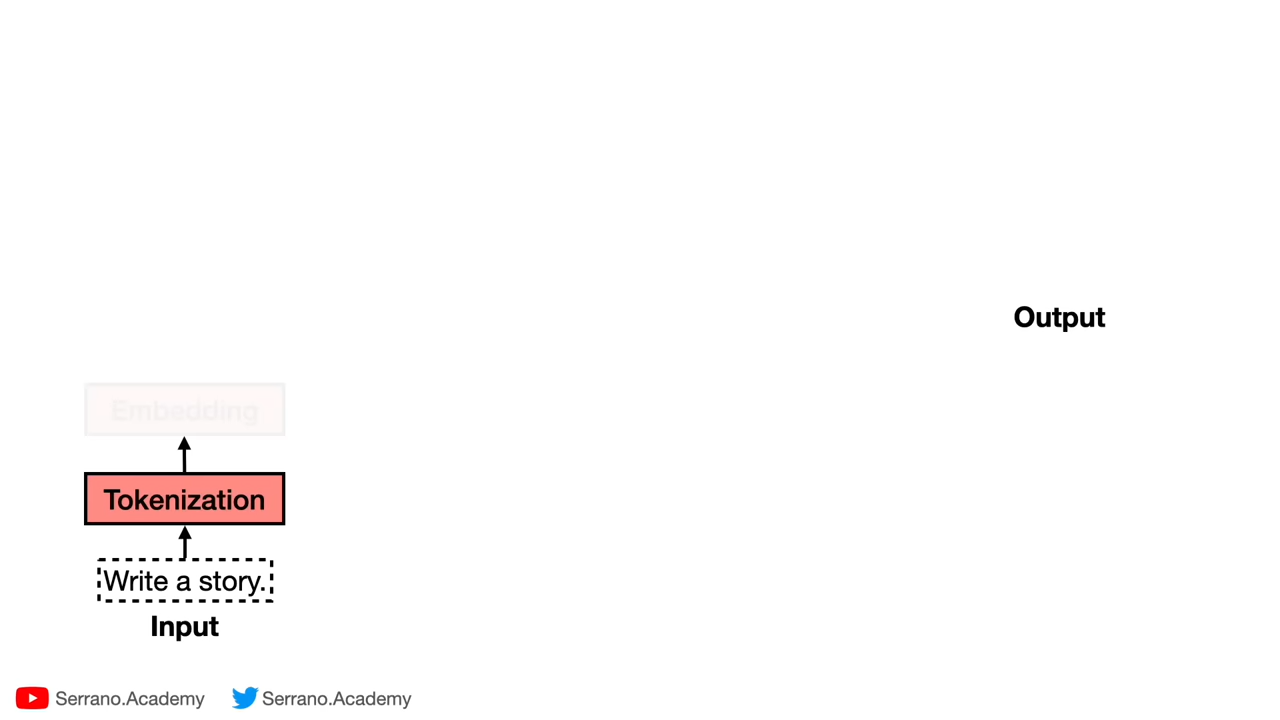 Output
Embedding
Tokenization
Write a story.
Input
Serrano.Academy
Serrano.Academy